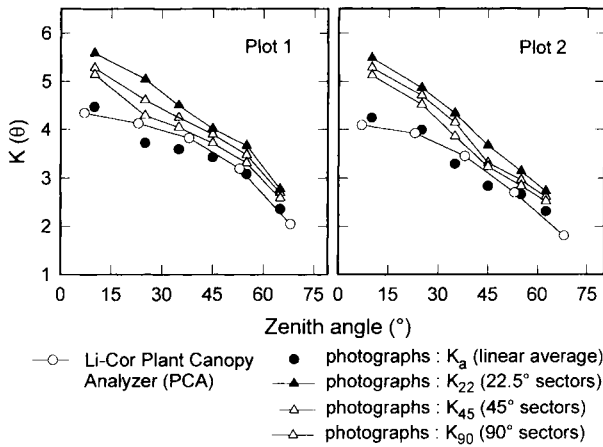 Plot 1
Plot 2
K (θ)
6
5
4
3
2
1
0 15 30 45 60 75
0 15 30 45 60 75
Zenith angle (°)
Li-Cor Plant Canopy
Analyzer (PCA)
photographs : Ka (linear average)
photographs : K22 (22.5° sectors)
photographs : K45 (45° sectors)
photographs : K90 (90° sectors)